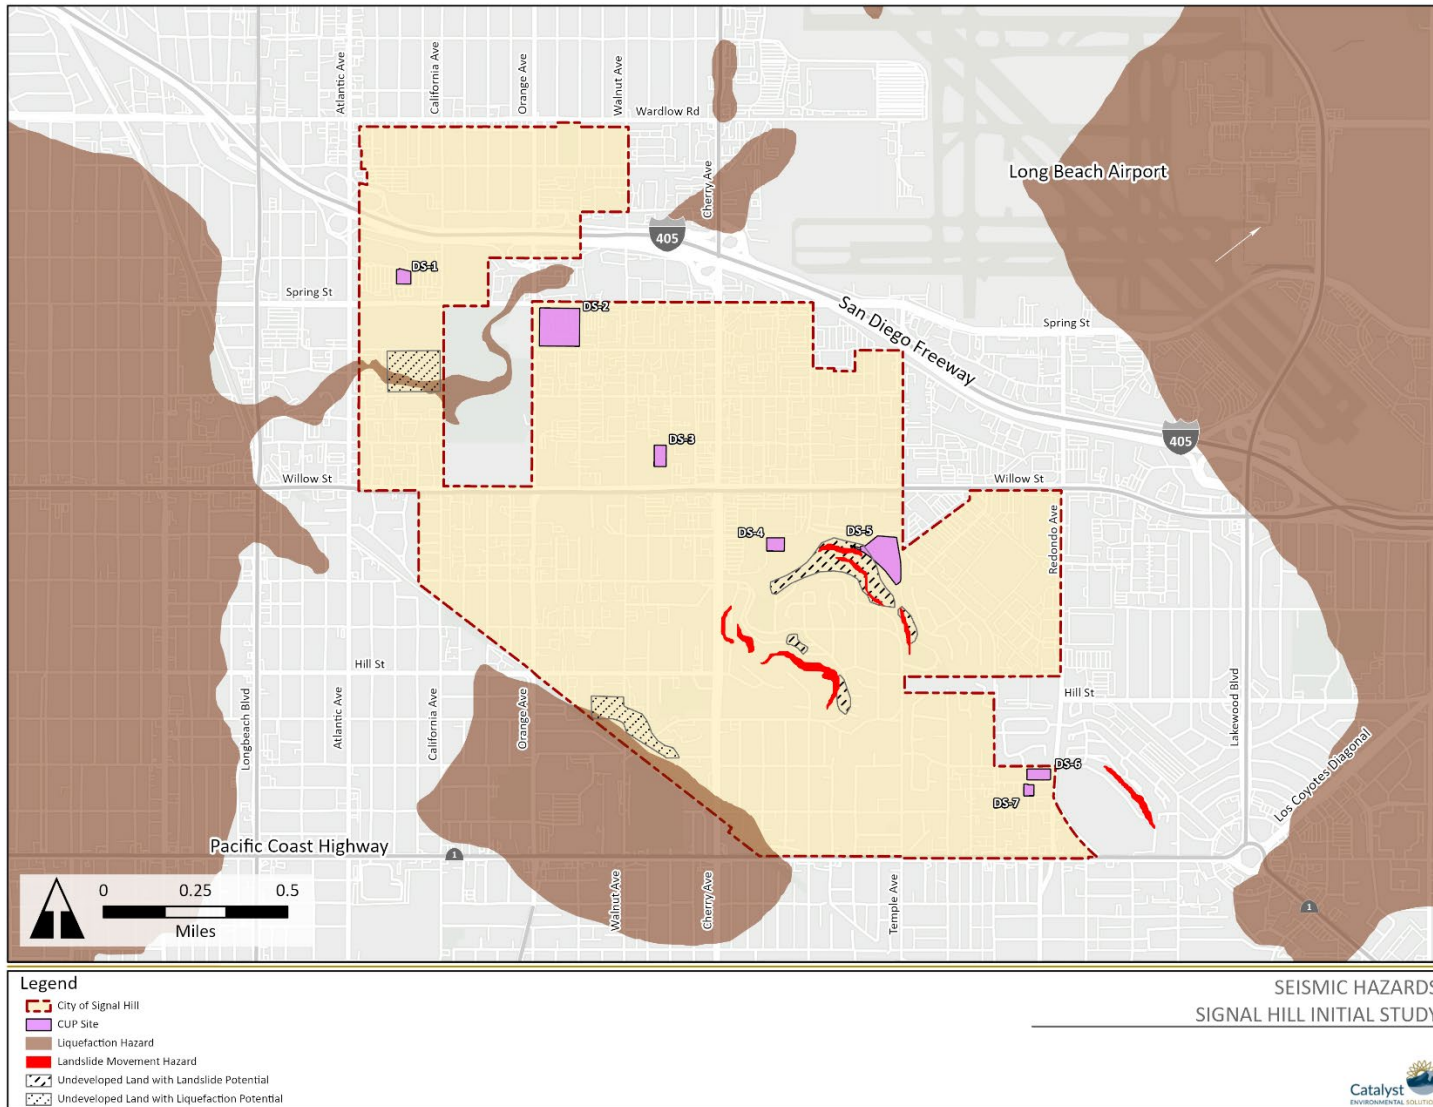 Atlantic Ave
California Ave
Orange Ave
Walnut Ave
Wardlow Rd
Cherry Ave
Long Beach Airport
405
DS-1
Spring St
DS-2
San Diego Freeway
Spring St
DS-3
405
Willow St
Willow St
DS-4
DS-5
Redondo Ave
Hill St
Hill St
Longbeach Blvd
Atlantic Ave
California Ave
Orange Ave
Lakewood Blvd
Los Coyotes Diagonal
DS-6
DS-7
Pacific Coast Highway
1
Walnut Ave
Cherry Ave
Temple Ave
1
0 0.25 0.5
Miles
Legend
City of Signal Hill
CUP Site
Liquefaction Hazard
Landslide Movement Hazard
Undeveloped Land with Landslide Potential
Undeveloped Land with Liquefaction Potential
SEISMIC HAZARDS
SIGNAL HILL INITIAL STUDY
Catalyst
ENVIRONMENTAL SOLUTIONS